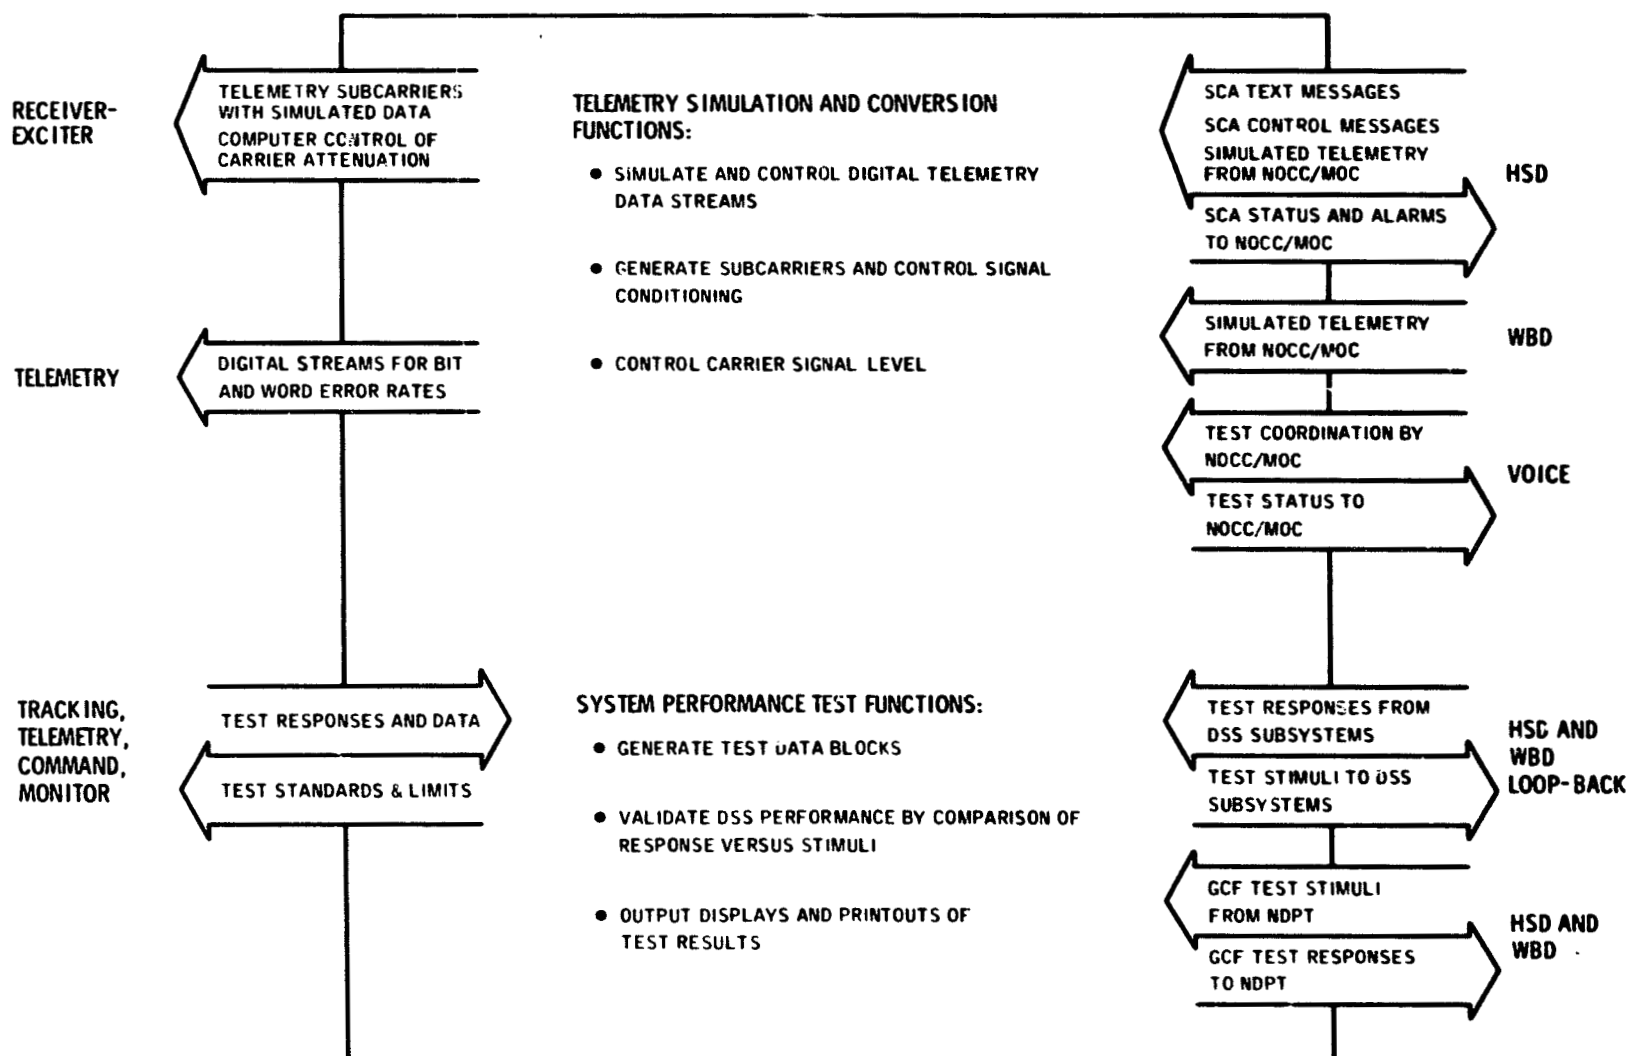 RECEIVER-
EXCITER
TELEMETRY SUBCARRIERS
WITH SIMULATED DATA
COMPUTER CONTROL OF
CARRIER ATTENUATION
TELEMETRY
DIGITAL STREAMS FOR BIT
AND WORD ERROR RATES
TRACKING,
TELEMETRY,
COMMAND,
MONITOR
TEST RESPONSES AND DATA
TEST STANDARDS & LIMITS
TELEMETRY SIMULATION AND CONVERSION
FUNCTIONS:
• SIMULATE AND CONTROL DIGITAL TELEMETRY
DATA STREAMS
• GENERATE SUBCARRIERS AND CONTROL SIGNAL
CONDITIONING
• CONTROL CARRIER SIGNAL LEVEL
SYSTEM PERFORMANCE TEST FUNCTIONS:
• GENERATE TEST DATA BLOCKS
• VALIDATE DSS PERFORMANCE BY COMPARISON OF
RESPONSE VERSUS STIMULI
• OUTPUT DISPLAYS AND PRINTOUTS OF
TEST RESULTS
SCA TEXT MESSAGES
SCA CONTROL MESSAGES
SIMULATED TELEMETRY
FROM NOCC/MOC
SCA STATUS AND ALARMS
TO NOCC/MOC
HSD
SIMULATED TELEMETRY
FROM NOCC/MOC
WBD
TEST COORDINATION BY
NOCC/MOC
TEST STATUS TO
NOCC/MOC
VOICE
TEST RESPONSES FROM
DSS SUBSYSTEMS
TEST STIMULI TO DSS
SUBSYSTEMS
HSD AND
WBD
LOOP-BACK
GCF TEST STIMULI
FROM NDPT
GCF TEST RESPONSES
TO NDPT
HSD AND
WBD